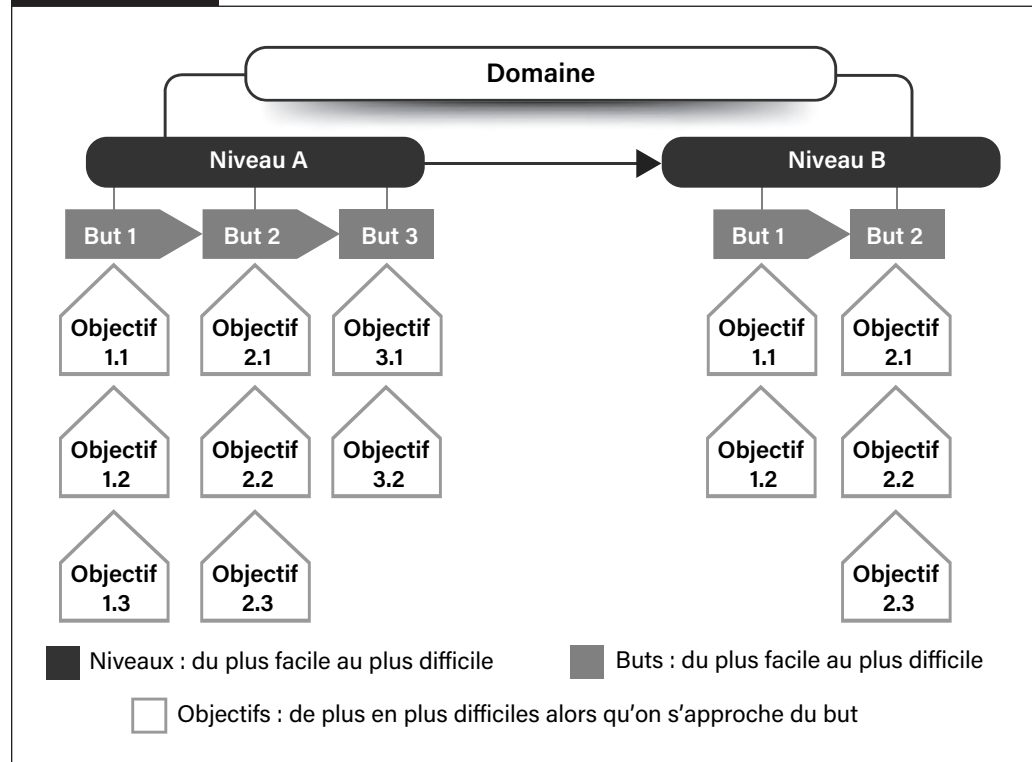 Domaine
Niveau A
Niveau B
But 1
But 2
But 3
But 1
But 2
Objectif
1.1
Objectif
2.1
Objectif
3.1
Objectif
1.1
Objectif
2.1
Objectif
1.2
Objectif
2.2
Objectif
3.2
Objectif
1.2
Objectif
2.2
Objectif
1.3
Objectif
2.3
Objectif
2.3
Niveaux : du plus facile au plus difficile
Buts : du plus facile au plus difficile
Objectifs : de plus en plus difficiles alors qu’on s’approche du but